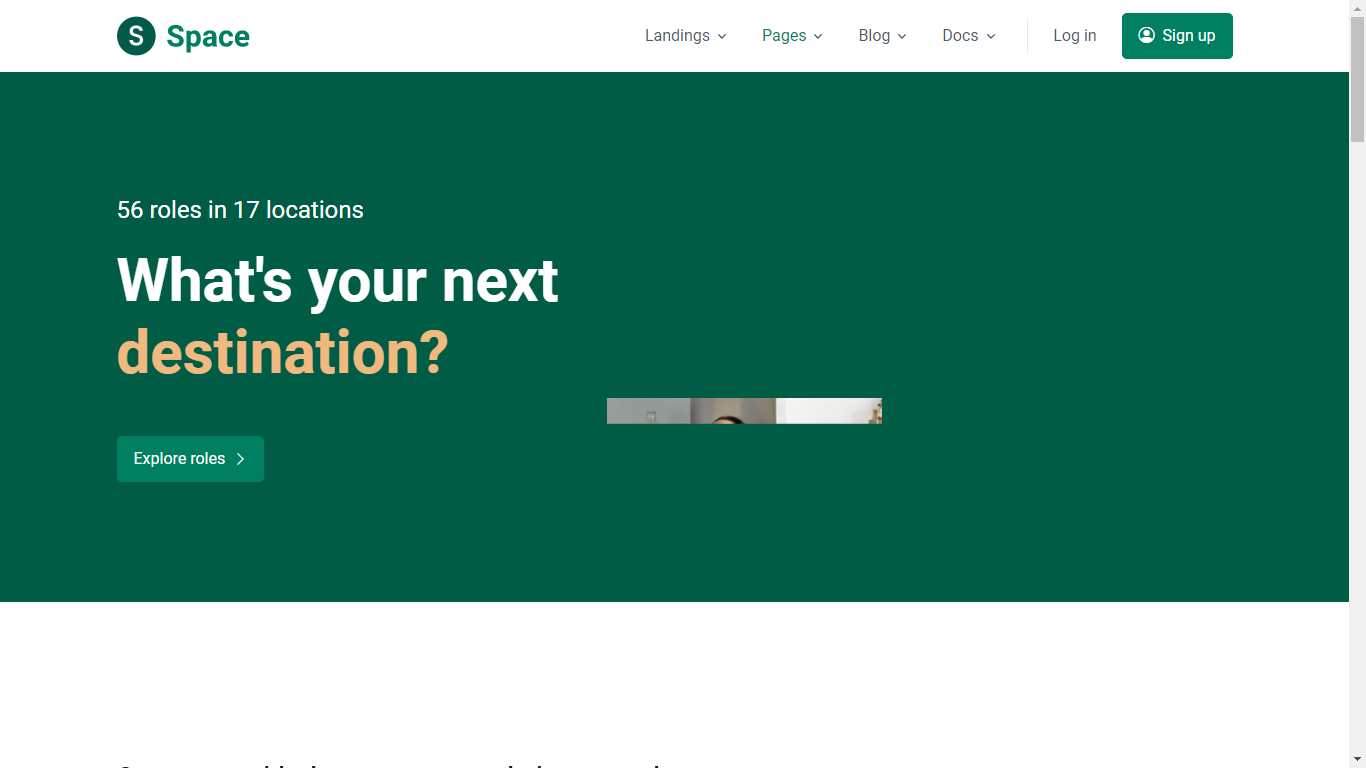 S Space
Landings
Pages
Blog
Docs
Log in
Sign up
56 roles in 17 locations
What's your next
destination?
Explore roles